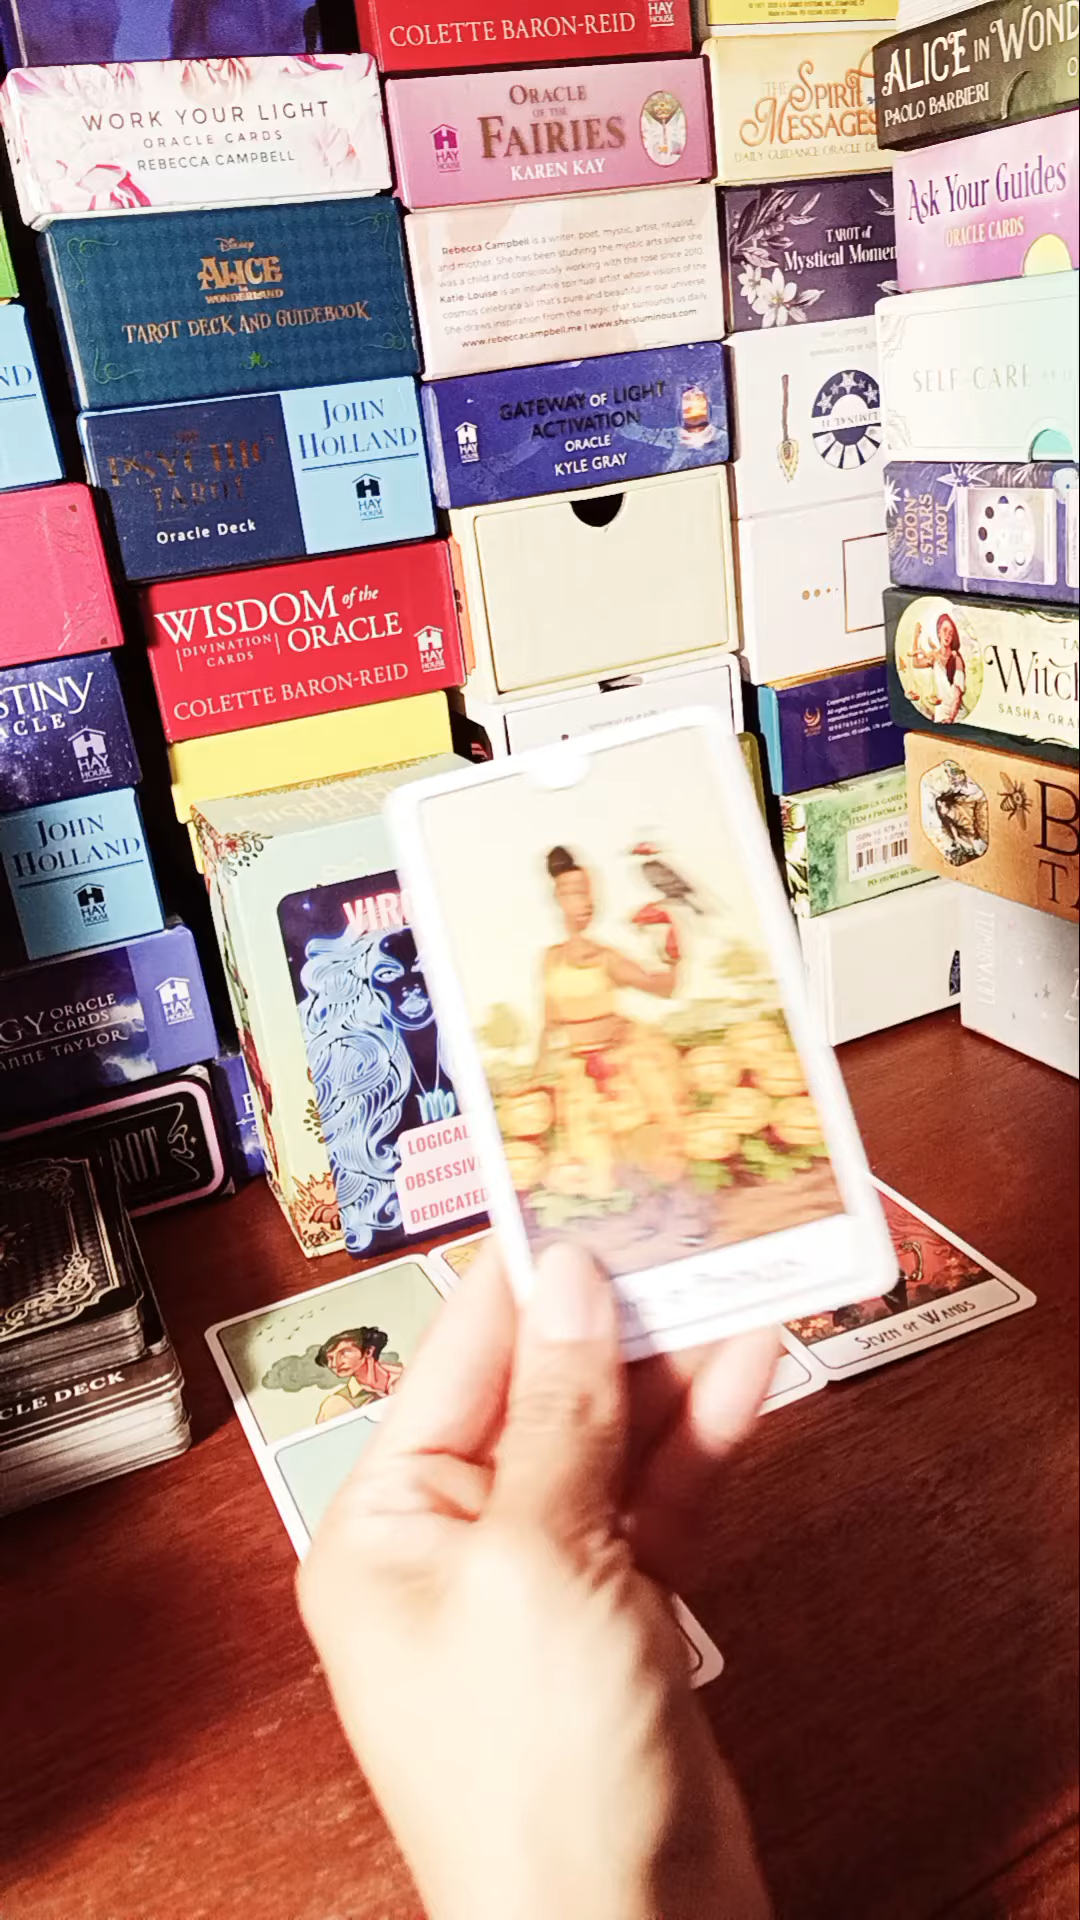 COLETTE BARON-REID
HAY
HOUSE
WORK YOUR LIGHT
ORACLE CARDS
REBECCA CAMPBELL
ORACLE
OF THE
FAIRIES
KAREN KAY
HAY
HOUSE
THE
SPIRIT
MESSAGES
DAILY GUIDANCE ORACLE
ALICE IN WOND
PAOLO BARBIERI
Ask Your Guides
ORACLE CARDS
Disney
ALICE
IN
WONDERLAND
TAROT DECK AND GUIDEBOOK
Rebecca Campbell is a writer, poet, mystic, artist, ritualist,
and mother. She has been studying the mystic arts since she
was a child and consciously working with the rose since 2010.
Katie-Louise is an intuitive spiritual artist whose visions of the
cosmos celebrate all that's pure and beautiful in our universe.
She draws inspiration from the magic that surrounds us daily.
www.rebeccacampbell.me | www.sheisluminous.com
TAROT of
Mystical Momen
SELF-CARE
ND
THE
PSYCHIC
TAROT
Oracle Deck
JOHN
HOLLAND
HAY
HOUSE
GATEWAY OF LIGHT
ACTIVATION
ORACLE
KYLE GRAY
HAY
HOUSE
THE
MOON
& STARS
TAROT
WISDOM of the
DIVINATION
CARDS
ORACLE
COLETTE BARON-REID
HAY
HOUSE
STINY
ACLE
HAY
HOUSE
TA
Witch
SASHA GRA
B
T
JOHN
HOLLAND
HAY
HOUSE
GY ORACLE
CARDS
ANNE TAYLOR
HAY
HOUSE
VIR
LOGICAL
OBSESSIV
DEDICATED
AROT
CLE DECK
SEVEN OF WANDS